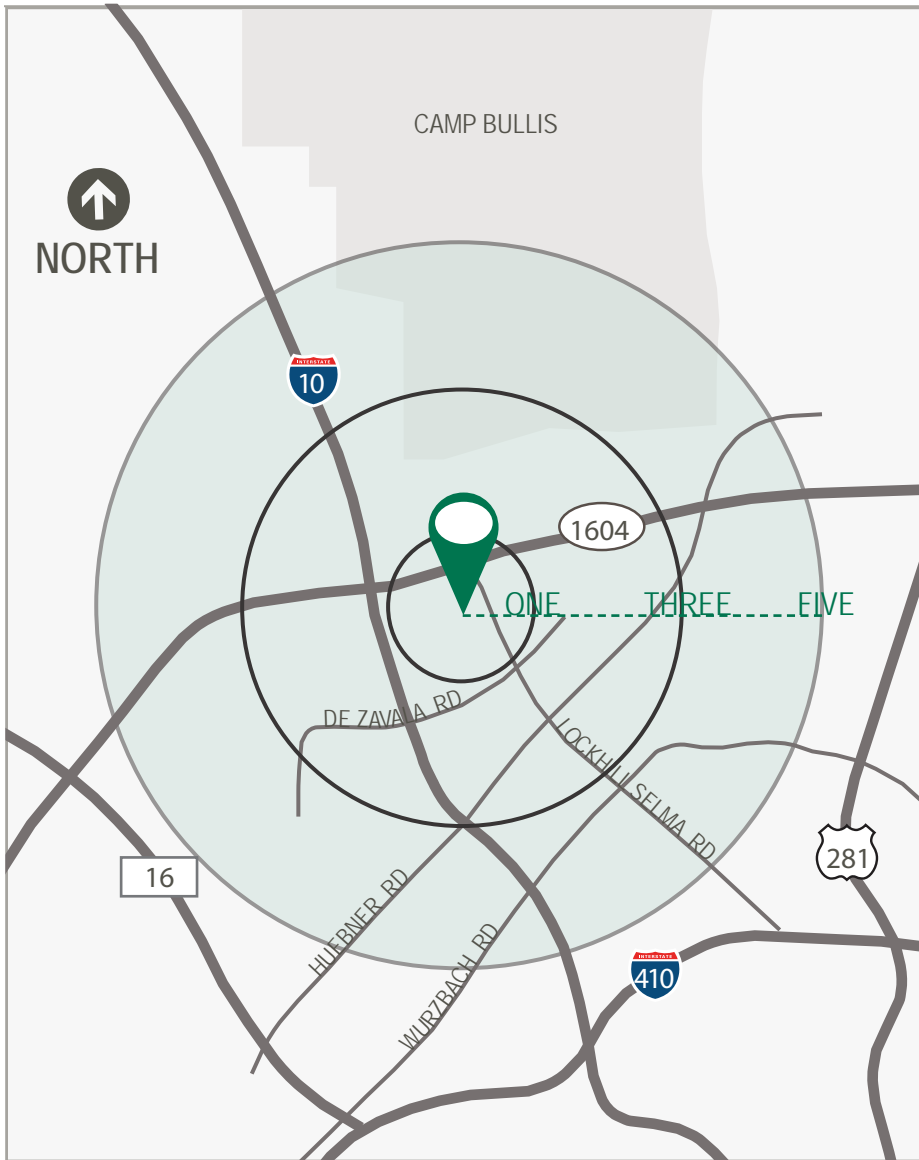 CAMP BULLIS
NORTH
INTERSTATE
10
1604
ONE THREE FIVE
DE ZAVALA RD
LOCKHILL SELMA RD
281
16
HUEBNER RD
WURZBACH RD
INTERSTATE
410